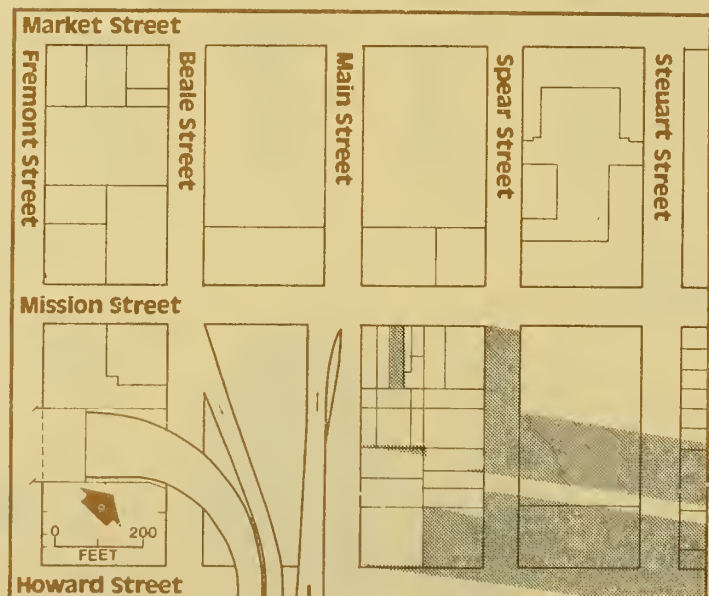 Market Street
Fremont Street
Beale Street
Main Street
Spear Street
Steuart Street
Mission Street
0 200
FEET
Howard Street